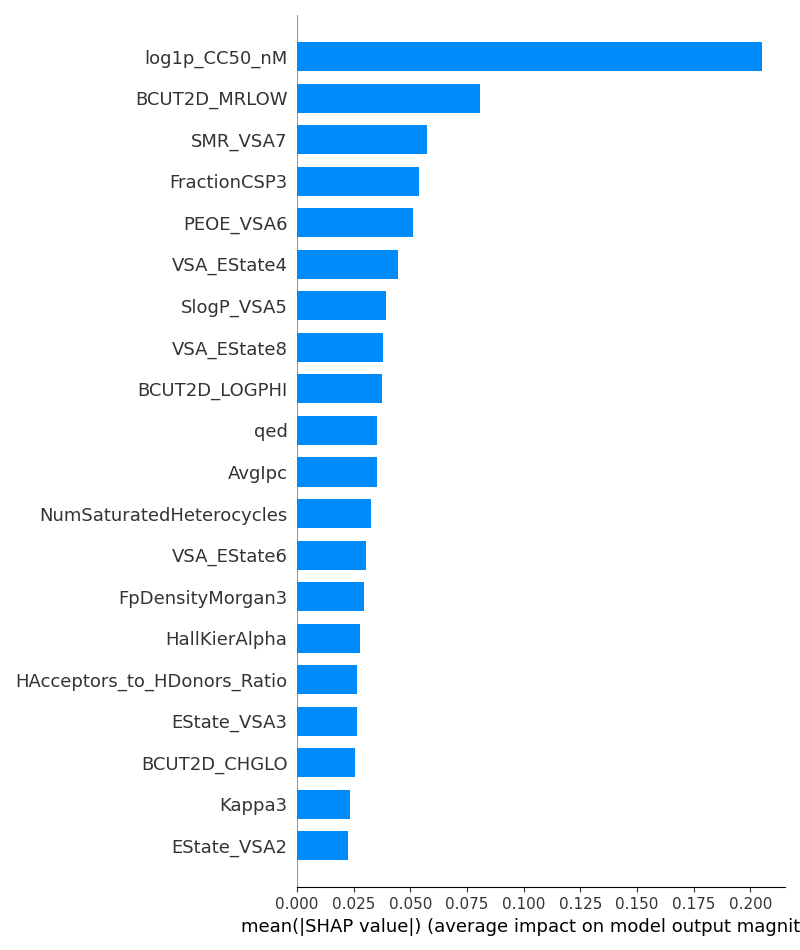 log1p_CC50_nM
BCUT2D_MRLOW
SMR_VSA7
FractionCSP3
PEOE_VSA6
VSA_EState4
SlogP_VSA5
VSA_EState8
BCUT2D_LOGPHI
qed
AvgIpc
NumSaturatedHeterocycles
VSA_EState6
FpDensityMorgan3
HallKierAlpha
HAcceptors_to_HDonors_Ratio
EState_VSA3
BCUT2D_CHGLO
Kappa3
EState_VSA2
0.000 0.025 0.050 0.075 0.100 0.125 0.150 0.175 0.200
mean(|SHAP value|) (average impact on model output magnit